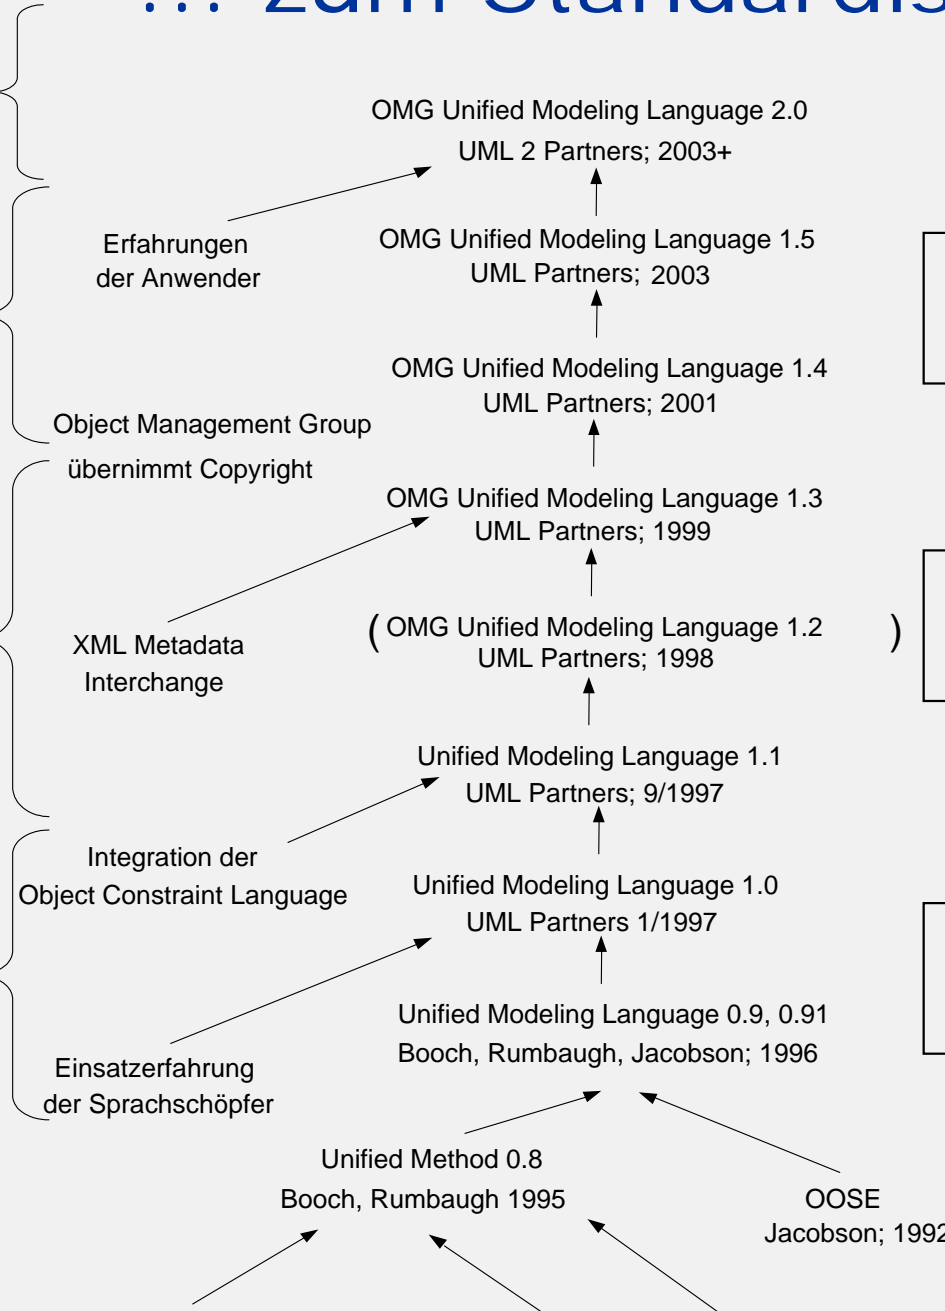 ... zum Standardis
OMG Unified Modeling Language 2.0
UML 2 Partners; 2003+
Erfahrungen
der Anwender
OMG Unified Modeling Language 1.5
UML Partners; 2003
OMG Unified Modeling Language 1.4
UML Partners; 2001
Object Management Group
übernimmt Copyright
OMG Unified Modeling Language 1.3
UML Partners; 1999
XML Metadata
Interchange
( OMG Unified Modeling Language 1.2 )
UML Partners; 1998
Unified Modeling Language 1.1
UML Partners; 9/1997
Integration der
Object Constraint Language
Unified Modeling Language 1.0
UML Partners 1/1997
Einsatzerfahrung
der Sprachschöpfer
Unified Modeling Language 0.9, 0.91
Booch, Rumbaugh, Jacobson; 1996
Unified Method 0.8
Booch, Rumbaugh 1995
OOSE
Jacobson; 1992